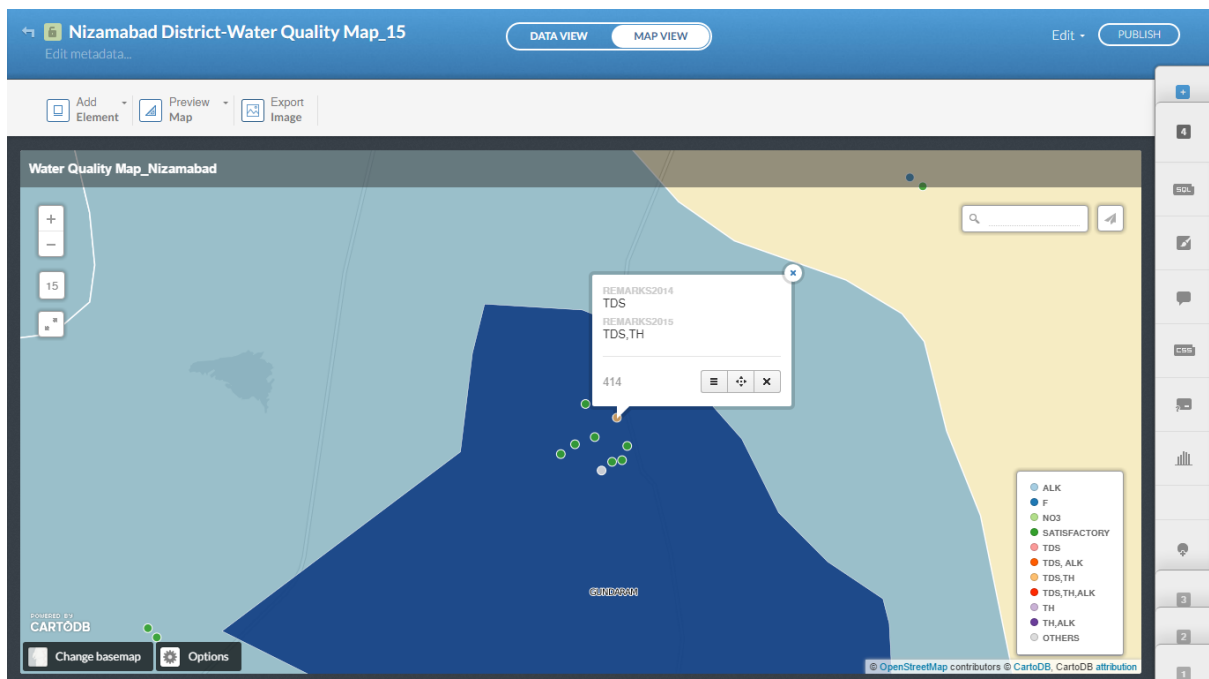 Nizamabad District-Water Quality Map_15
DATA VIEW
MAP VIEW
Edit
PUBLISH
Edit metadata...
Add
Element
Preview
Map
Export
Image
4
SQL
CSS
3
2
1
Water Quality Map_Nizamabad
+
−
15
REMARKS2014
TDS
REMARKS2015
TDS,TH
414
ALK
F
NO3
SATISFACTORY
TDS
TDS, ALK
TDS,TH
TDS,TH,ALK
TH
TH,ALK
OTHERS
GUNDARAM
POWERED BY
CARTODB
Change basemap
Options
© OpenStreetMap contributors © CartoDB, CartoDB attribution